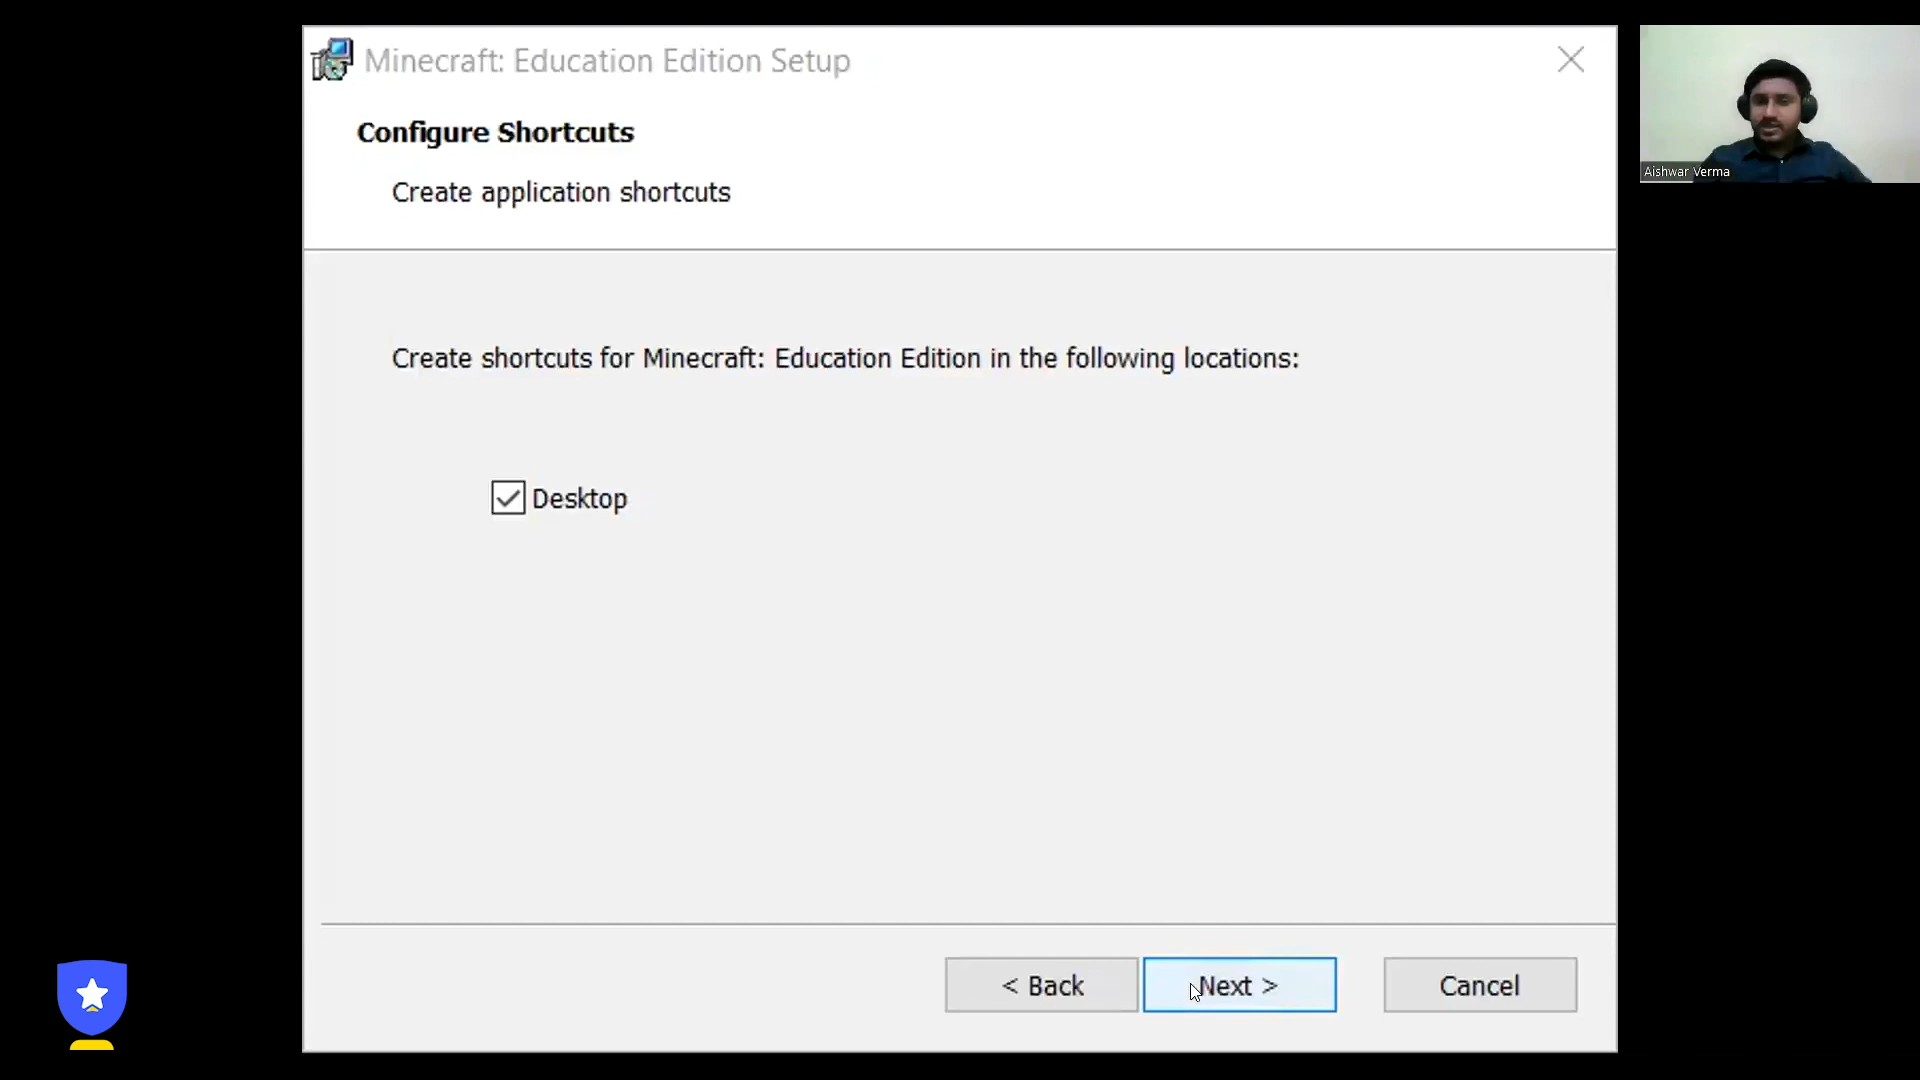 Minecraft: Education Edition Setup
Configure Shortcuts
Create application shortcuts
Aishwar Verma
Create shortcuts for Minecraft: Education Edition in the following locations:
Desktop
< Back
Next >
Cancel